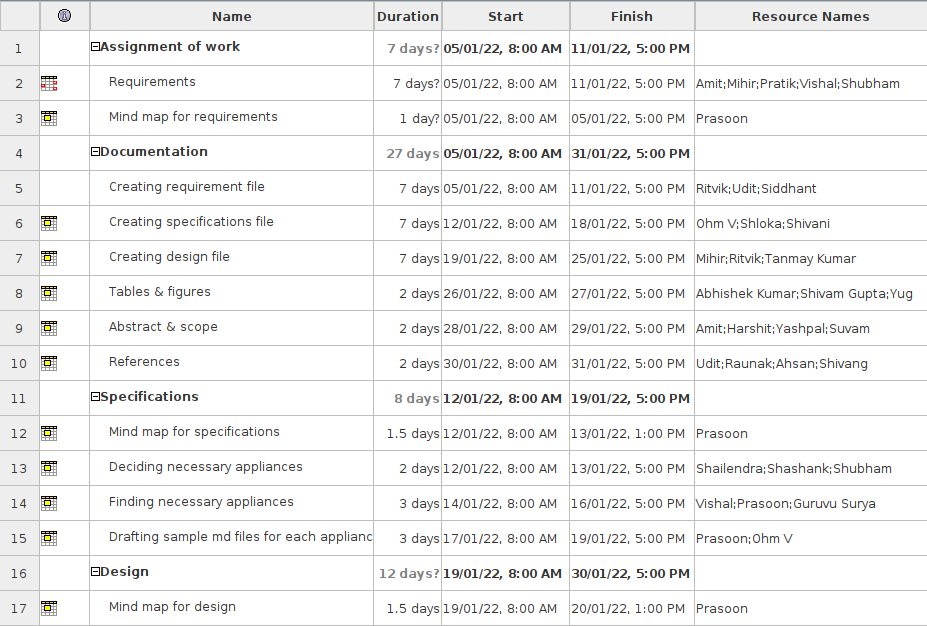 Name Duration Start Finish Resource Names
1 Assignment of work 7 days? 05/01/22, 8:00 AM 11/01/22, 5:00 PM
2 Requirements 7 days? 05/01/22, 8:00 AM 11/01/22, 5:00 PM Amit;Mihir;Pratik;Vishal;Shubham
3 Mind map for requirements 1 day? 05/01/22, 8:00 AM 05/01/22, 5:00 PM Prasoon
4 Documentation 27 days 05/01/22, 8:00 AM 31/01/22, 5:00 PM
5 Creating requirement file 7 days 05/01/22, 8:00 AM 11/01/22, 5:00 PM Ritvik;Udit;Siddhant
6 Creating specifications file 7 days 12/01/22, 8:00 AM 18/01/22, 5:00 PM Ohm V;Shloka;Shivani
7 Creating design file 7 days 19/01/22, 8:00 AM 25/01/22, 5:00 PM Mihir;Ritvik;Tanmay Kumar
8 Tables & figures 2 days 26/01/22, 8:00 AM 27/01/22, 5:00 PM Abhishek Kumar;Shivam Gupta;Yug
9 Abstract & scope 2 days 28/01/22, 8:00 AM 29/01/22, 5:00 PM Amit;Harshit;Yashpal;Suvam
10 References 2 days 30/01/22, 8:00 AM 31/01/22, 5:00 PM Udit;Raunak;Ahsan;Shivang
11 Specifications 8 days 12/01/22, 8:00 AM 19/01/22, 5:00 PM
12 Mind map for specifications 1.5 days 12/01/22, 8:00 AM 13/01/22, 1:00 PM Prasoon
13 Deciding necessary appliances 2 days 12/01/22, 8:00 AM 13/01/22, 5:00 PM Shailendra;Shashank;Shubham
14 Finding necessary appliances 3 days 14/01/22, 8:00 AM 16/01/22, 5:00 PM Vishal;Prasoon;Guruvu Surya
15 Drafting sample md files for each applianc 3 days 17/01/22, 8:00 AM 19/01/22, 5:00 PM Prasoon;Ohm V
16 Design 12 days? 19/01/22, 8:00 AM 30/01/22, 5:00 PM
17 Mind map for design 1.5 days 19/01/22, 8:00 AM 20/01/22, 1:00 PM Prasoon